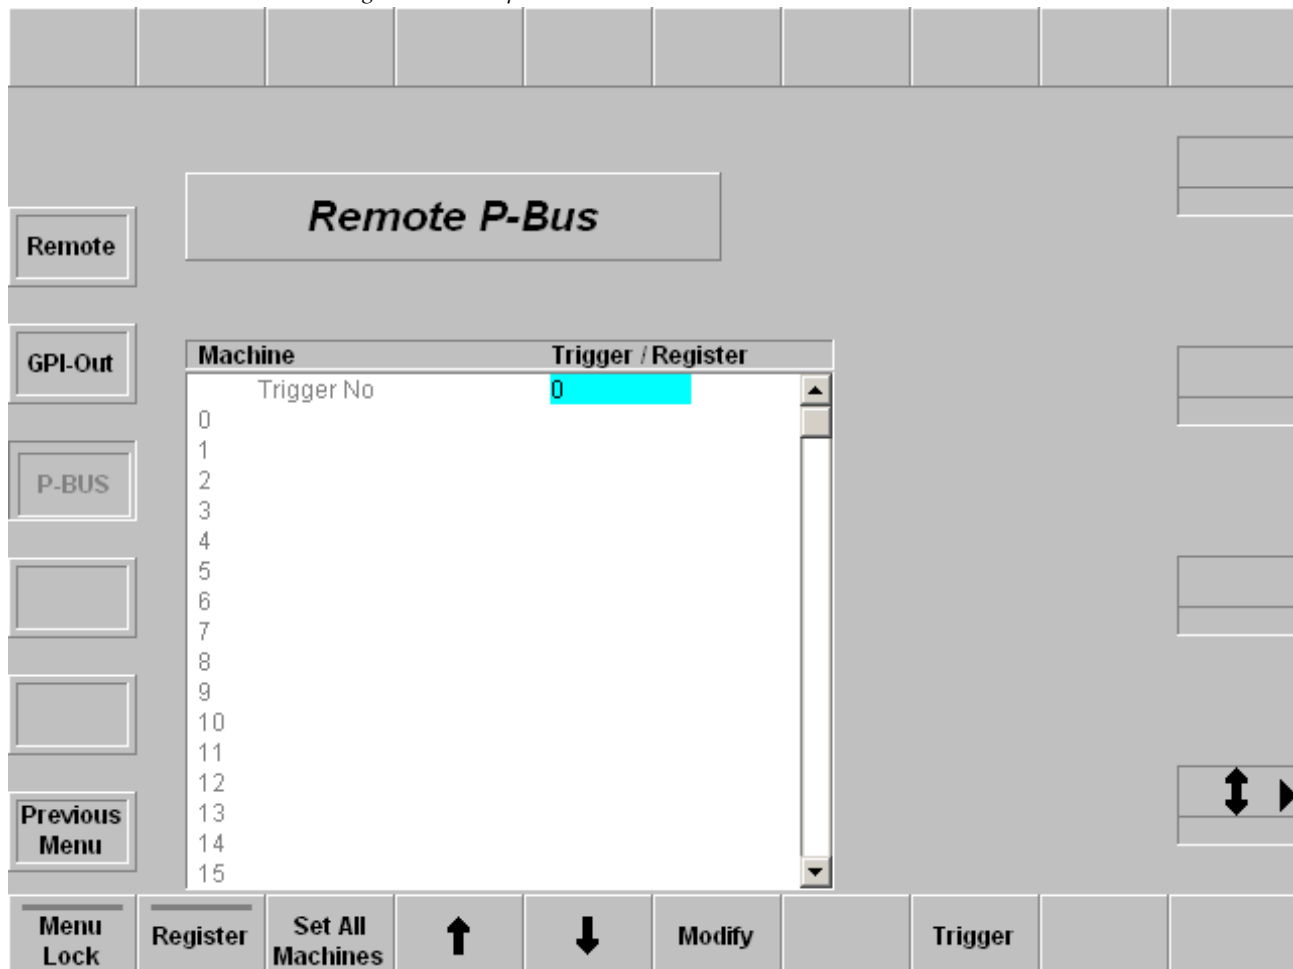 Remote P-Bus
Remote
GPI-Out
P-BUS
Previous
Menu
Machine Trigger / Register
Trigger No 0
0
1
2
3
4
5
6
7
8
9
10
11
12
13
14
15
Menu
Lock
Register
Set All
Machines
Modify
Trigger